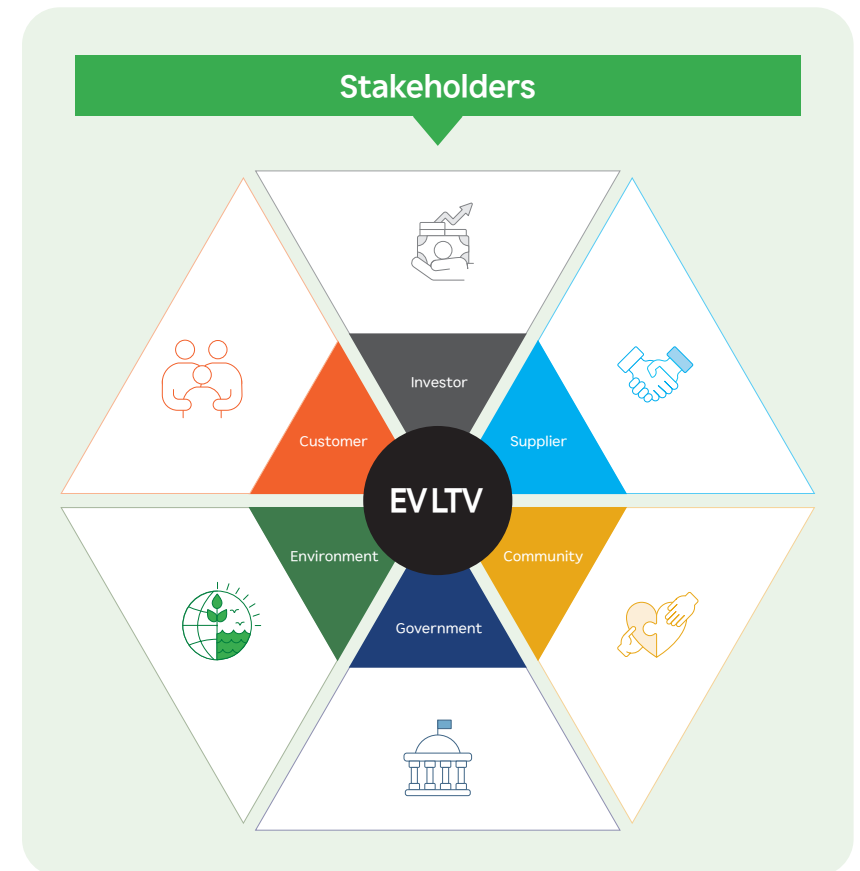 Stakeholders
Investor
Customer
Supplier
EV LTV
Environment
Community
Government